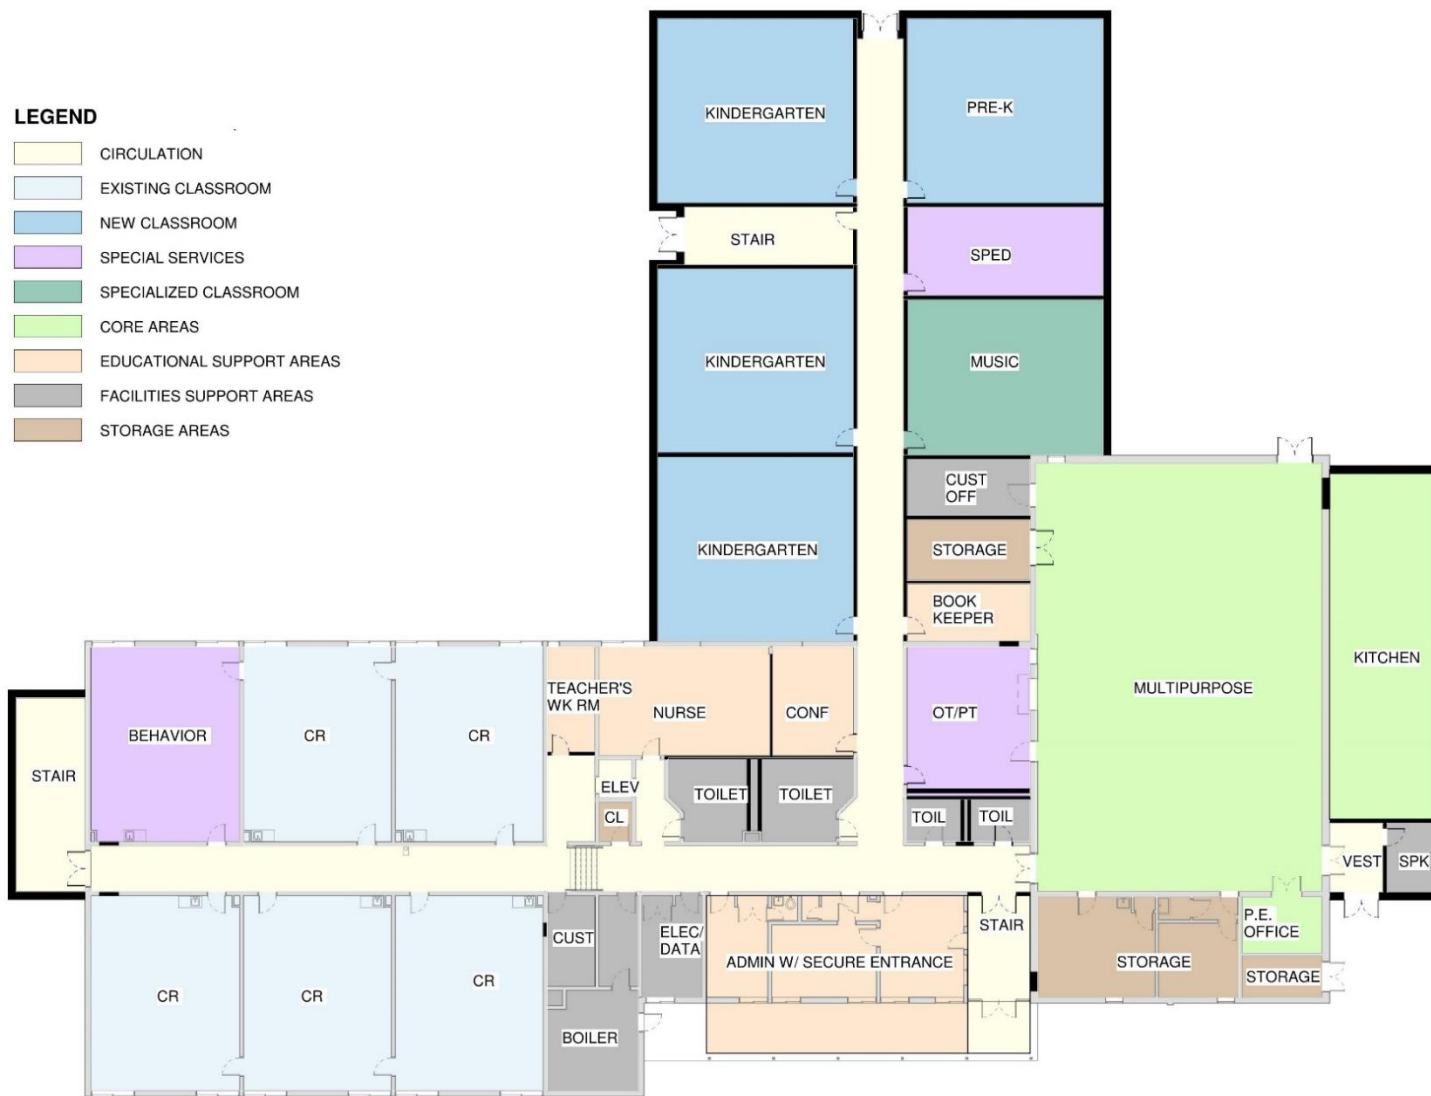 LEGEND
CIRCULATION
EXISTING CLASSROOM
NEW CLASSROOM
SPECIAL SERVICES
SPECIALIZED CLASSROOM
CORE AREAS
EDUCATIONAL SUPPORT AREAS
FACILITIES SUPPORT AREAS
STORAGE AREAS
KINDERGARTEN
PRE-K
STAIR
SPED
KINDERGARTEN
MUSIC
CUST
OFF
KINDERGARTEN
STORAGE
BOOK
KEEPER
KITCHEN
MULTIPURPOSE
TEACHER'S
WK RM
NURSE
CONF
OT/PT
BEHAVIOR
CR
CR
STAIR
ELEV
TOILET
TOILET
CL
TOIL
TOIL
VEST
SPK
CUST
ELEC/
DATA
STAIR
P.E.
OFFICE
ADMIN W/ SECURE ENTRANCE
STORAGE
STORAGE
CR
CR
CR
BOILER